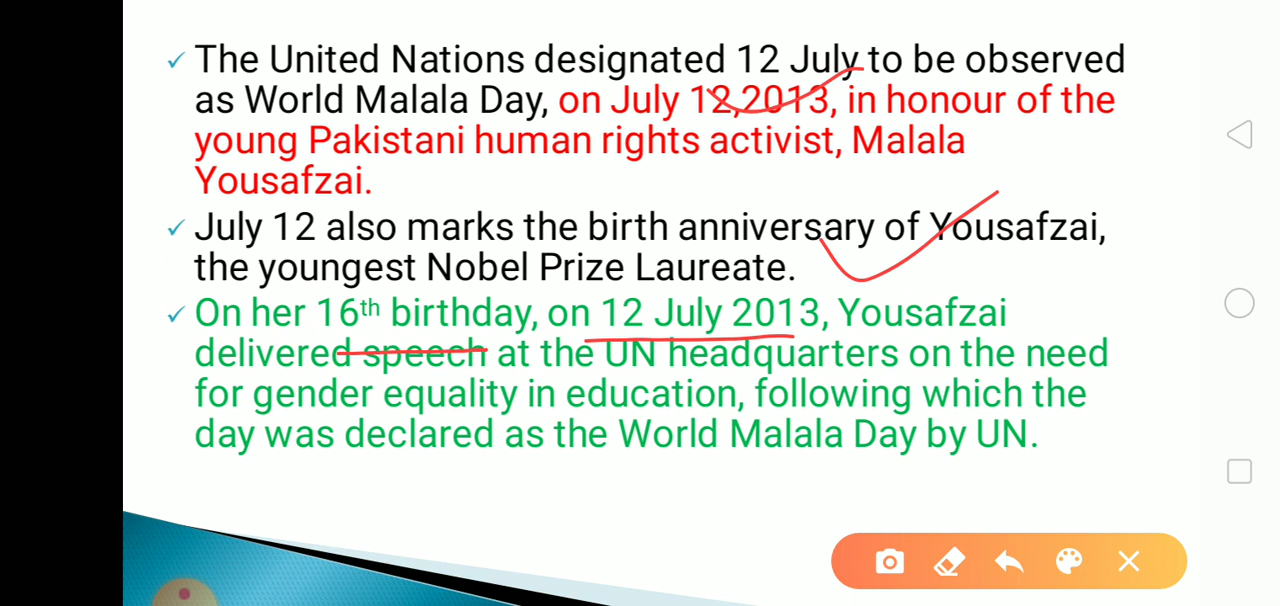 The United Nations designated 12 July to be observed
as World Malala Day, on July 12,2013, in honour of the
young Pakistani human rights activist, Malala
Yousafzai.
July 12 also marks the birth anniversary of Yousafzai,
the youngest Nobel Prize Laureate.
On her 16th birthday, on 12 July 2013, Yousafzai
delivered speech at the UN headquarters on the need
for gender equality in education, following which the
day was declared as the World Malala Day by UN.